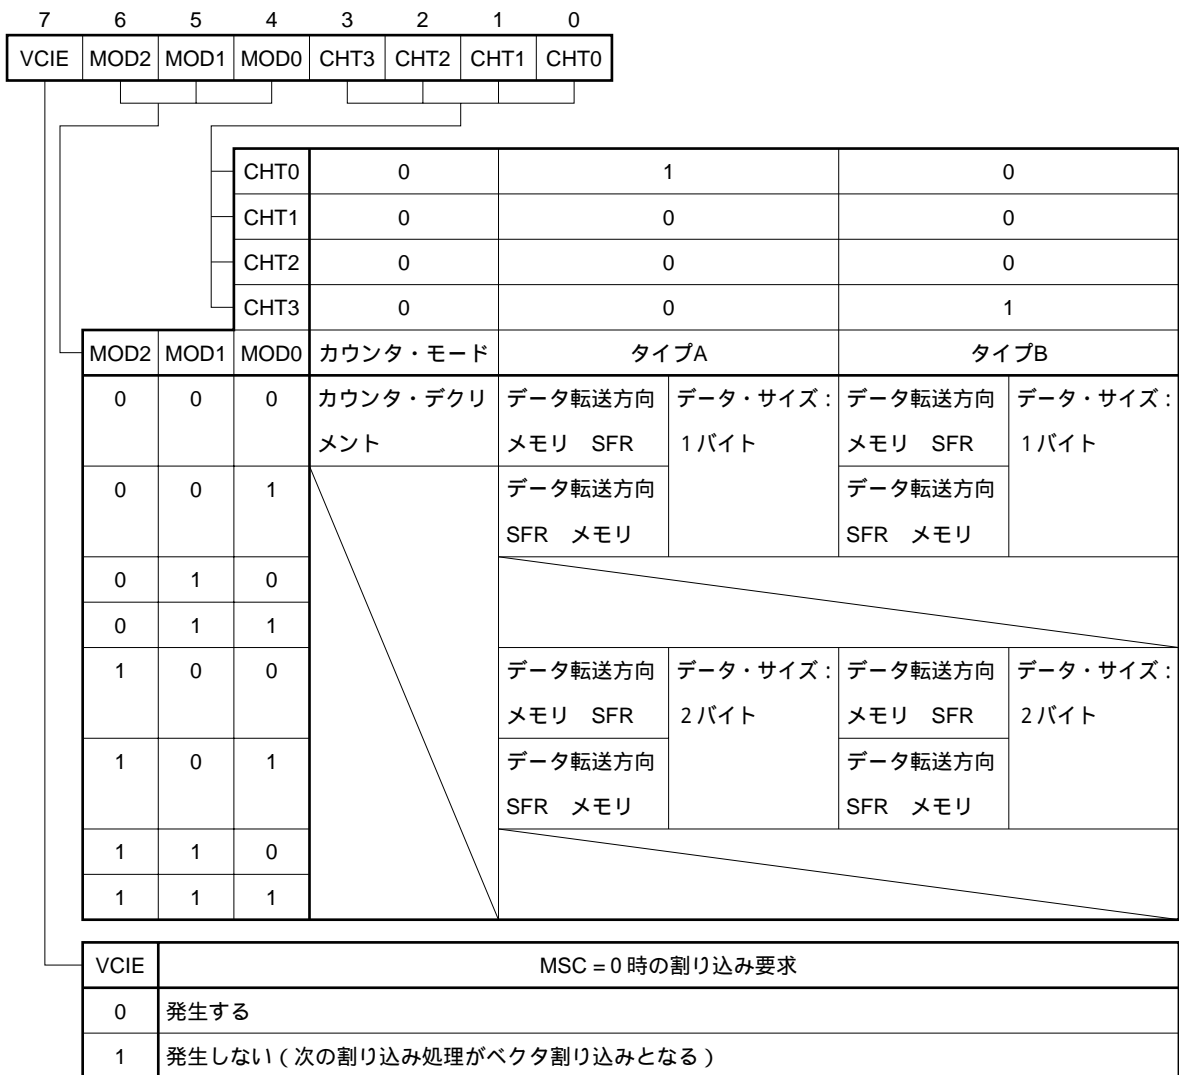 7 6 5 4 3 2 1 0
VCIE MOD2 MOD1 MOD0 CHT3 CHT2 CHT1 CHT0
CHT0 0 1 0
CHT1 0 0 0
CHT2 0 0 0
CHT3 0 0 1
MOD2 MOD1 MOD0 カウンタ・モード タイプA タイプB
0 0 0 カウンタ・デクリ データ転送方向 データ・サイズ： データ転送方向 データ・サイズ：
メント メモリ SFR 1バイト メモリ SFR 1バイト
0 0 1 データ転送方向 データ転送方向
SFR メモリ SFR メモリ
0 1 0
0 1 1
1 0 0 データ転送方向 データ・サイズ： データ転送方向 データ・サイズ：
メモリ SFR 2バイト メモリ SFR 2バイト
1 0 1 データ転送方向 データ転送方向
SFR メモリ SFR メモリ
1 1 0
1 1 1
VCIE MSC = 0 時の割り込み要求
0 発生する
1 発生しない（次の割り込み処理がベクタ割り込みとなる）